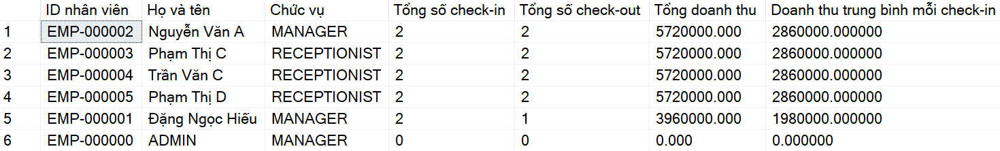 ID nhân viên Họ và tên Chức vụ Tổng số check-in Tổng số check-out Tổng doanh thu Doanh thu trung bình mỗi check-in
1 EMP-000002 Nguyễn Văn A MANAGER 2 2 5720000.000 2860000.000000
2 EMP-000003 Phạm Thị C RECEPTIONIST 2 2 5720000.000 2860000.000000
3 EMP-000004 Trần Văn C RECEPTIONIST 2 2 5720000.000 2860000.000000
4 EMP-000005 Phạm Thị D RECEPTIONIST 2 2 5720000.000 2860000.000000
5 EMP-000001 Đặng Ngọc Hiếu MANAGER 2 1 3960000.000 1980000.000000
6 EMP-000000 ADMIN MANAGER 0 0 0.000 0.000000